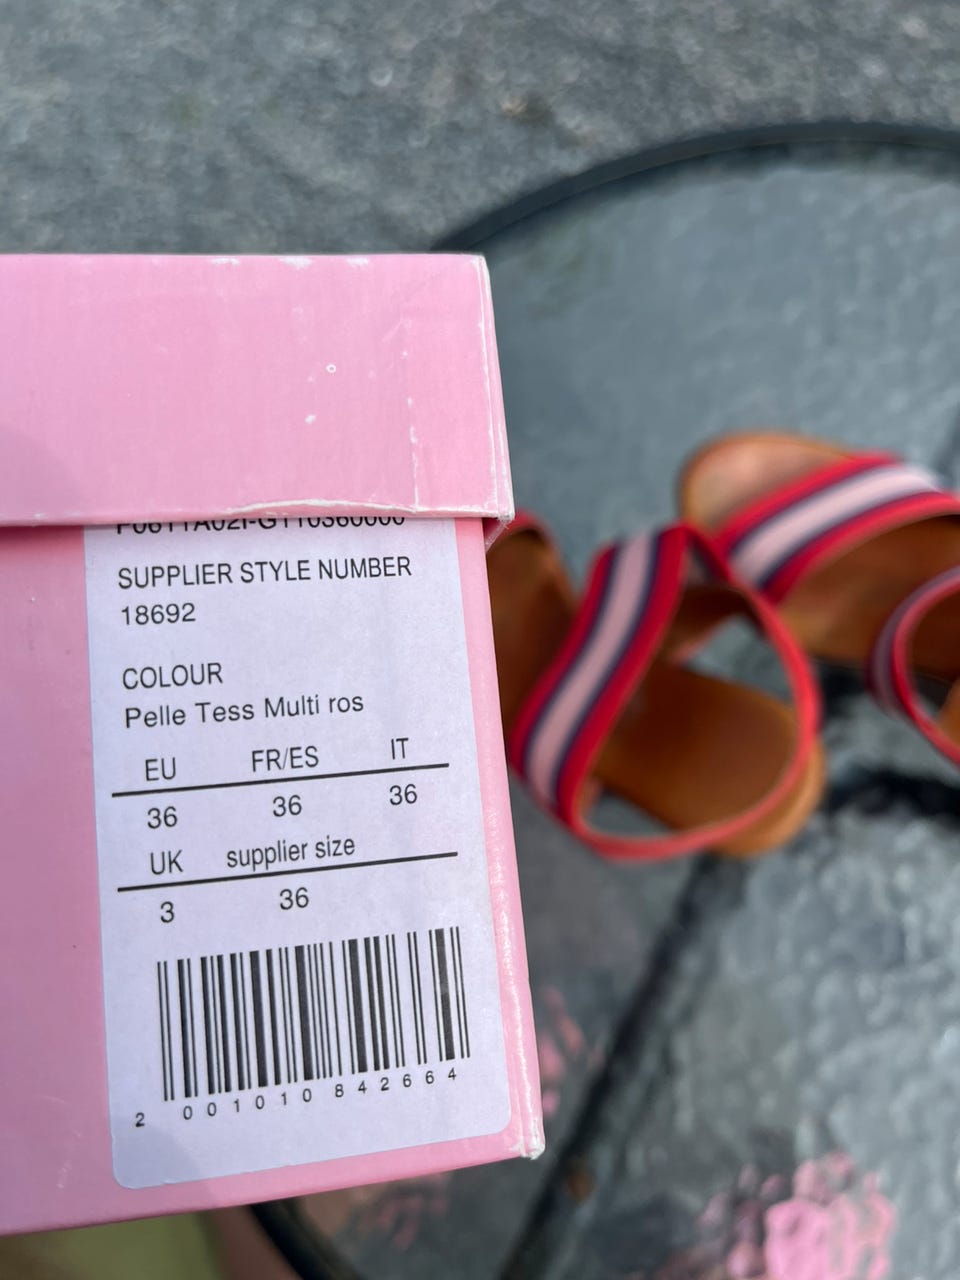 SUPPLIER STYLE NUMBER
18692
COLOUR
Pelle Tess Multi ros
EU FR/ES IT
36 36 36
UK supplier size
3 36
2 001010 842664